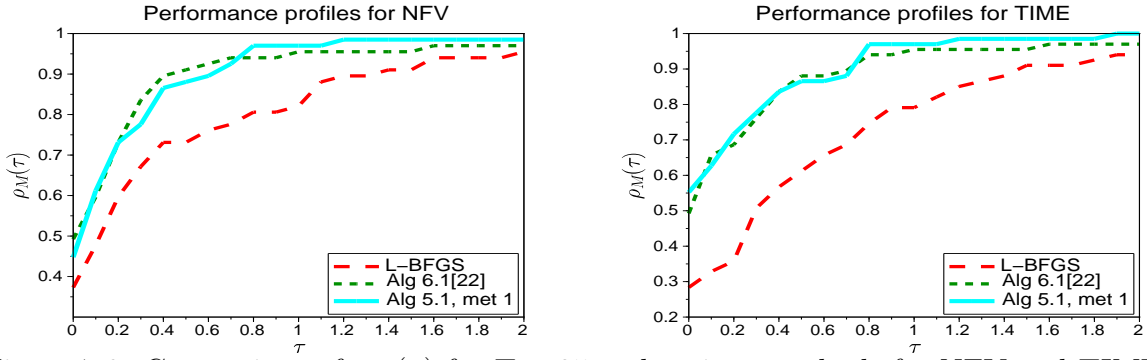 Performance profiles for NFV
1
0.9
0.8
0.7
0.6
0.5
0.4
ρ_M(τ)
0 0.2 0.4 0.6 0.8 1 1.2 1.4 1.6 1.8 2
τ
L−BFGS
Alg 6.1[22]
Alg 5.1, met 1
Performance profiles for TIME
1
0.9
0.8
0.7
0.6
0.5
0.4
0.3
0.2
ρ_M(τ)
0 0.2 0.4 0.6 0.8 1 1.2 1.4 1.6 1.8 2
τ
L−BFGS
Alg 6.1[22]
Alg 5.1, met 1